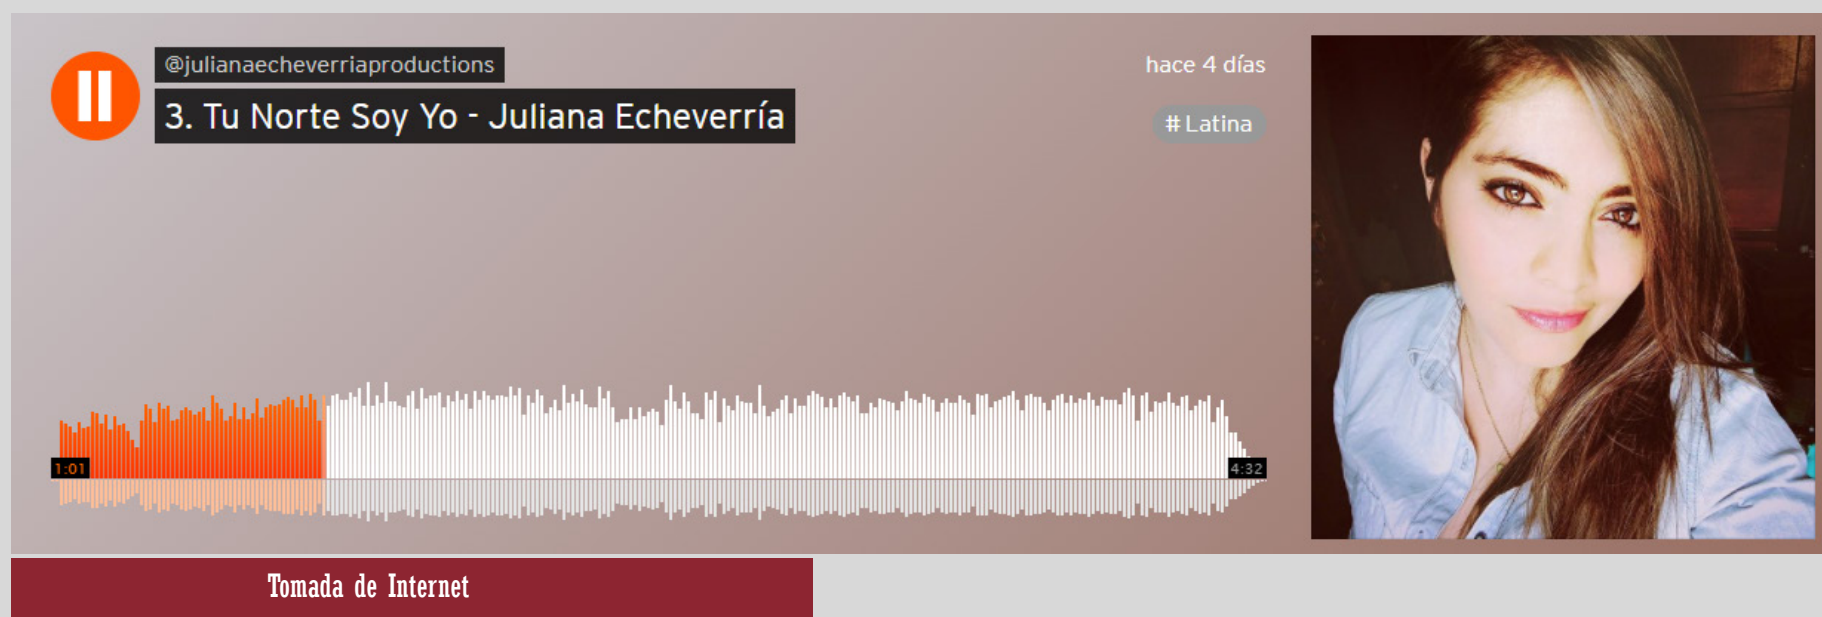 @julianaecheverriaproductions
3. Tu Norte Soy Yo - Juliana Echeverría
hace 4 días
# Latina
1:01
4:32
Tomada de Internet